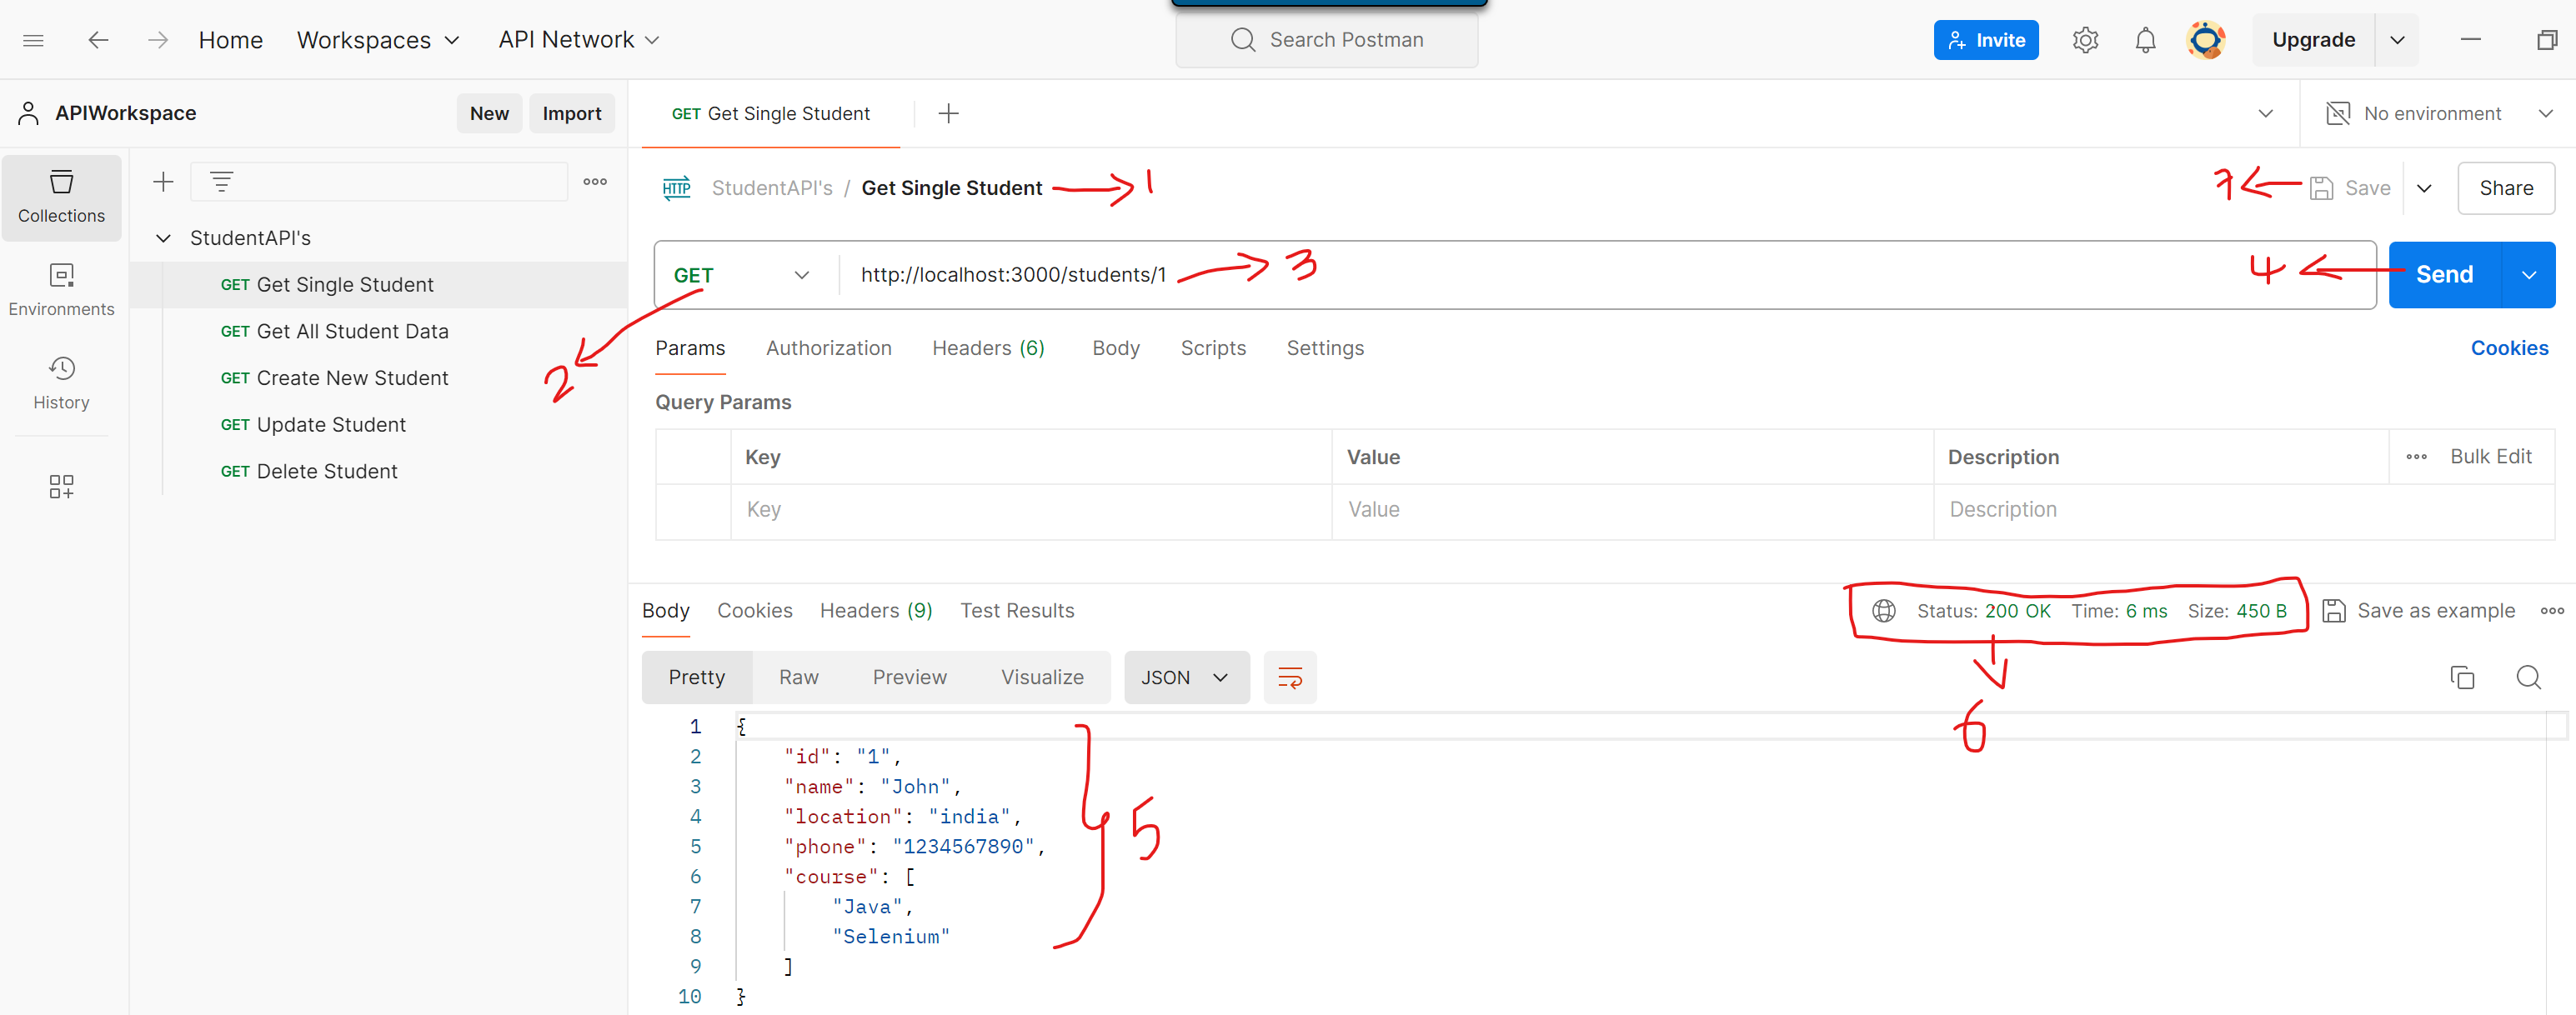 Home Workspaces API Network Search Postman Invite Upgrade
APIWorkspace New Import GET Get Single Student No environment
Collections
Environments
History
StudentAPI's
GET Get Single Student
GET Get All Student Data
GET Create New Student
GET Update Student
GET Delete Student
HTTP StudentAPI's / Get Single Student 1 7 Save Share
GET http://localhost:3000/students/1 3 4 Send
2
Params Authorization Headers (6) Body Scripts Settings Cookies
Query Params
Key Value Description Bulk Edit
Key Value Description
Body Cookies Headers (9) Test Results Status: 200 OK Time: 6 ms Size: 450 B Save as example
Pretty Raw Preview Visualize JSON
6
1 {
2 "id": "1",
3 "name": "John",
4 "location": "india",
5 "phone": "1234567890",
6 "course": [
7 "Java",
8 "Selenium"
9 ]
10 }
5